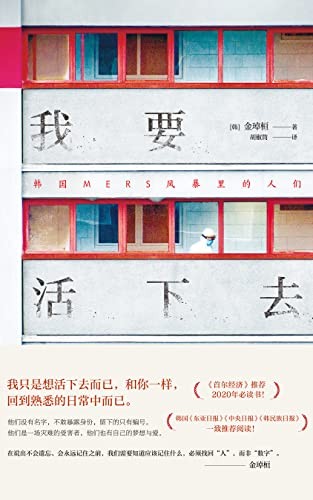 我要
[韩] 金琸桓 著
胡椒筒 译
韩国MERS风暴里的人们
活下去
我只是想活下去而已，和你一样，
回到熟悉的日常中而已。
他们没有名字，不敢暴露身份，留下的只有编号。
他们是一场灾难的受害者，他们也有自己的梦想与爱。
《首尔经济》推荐
2020年必读书！
韩国《东亚日报》《中央日报》《韩民族日报》
一致推荐阅读！
在说出不会遗忘、会永远记住之前，我们需要知道应该记住什么，必须找回“人”，而非“数字”。
——金琸桓